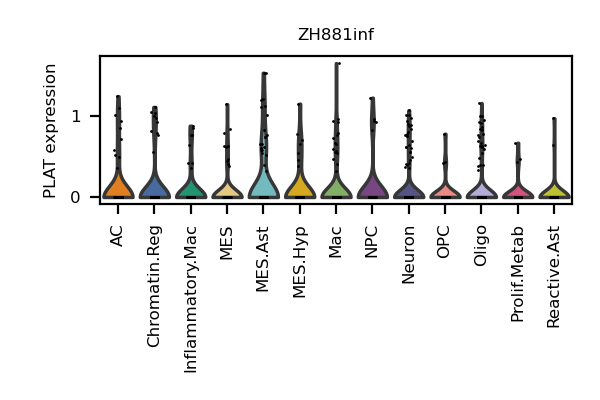 ZH881inf
PLAT expression
1
0
AC
Chromatin.Reg
Inflammatory.Mac
MES
MES.Ast
MES.Hyp
Mac
NPC
Neuron
OPC
Oligo
Prolif.Metab
Reactive.Ast